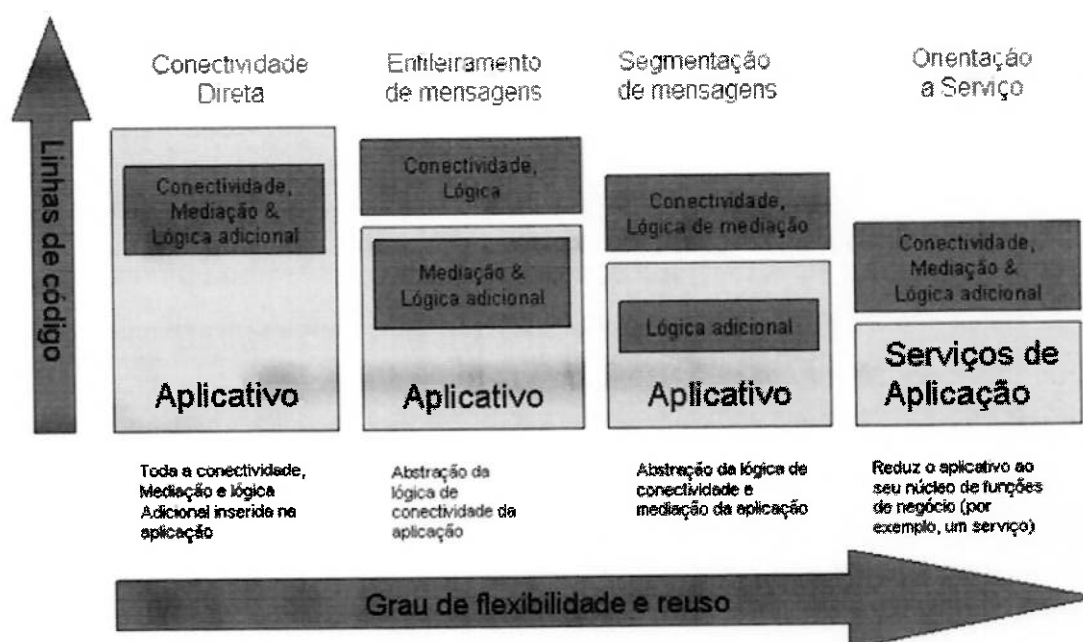 Linhas de código
Conectividade
Direta
Conectividade,
Mediação &
Lógica adicional
Aplicativo
Toda a conectividade,
Mediação e lógica
Adicional inserida na
aplicação
Enfileiramento
de mensagens
Conectividade,
Lógica
Mediação &
Lógica adicional
Aplicativo
Abstração da
lógica de
conectividade da
aplicação
Segmentação
de mensagens
Conectividade,
Lógica de mediação
Lógica adicional
Aplicativo
Abstração da lógica de
conectividade e
mediação da aplicação
Orientação
a Serviço
Conectividade,
Mediação &
Lógica adicional
Serviços de
Aplicação
Reduz o aplicativo ao
seu núcleo de funções
de negócio (por
exemplo, um serviço)
Grau de flexibilidade e reuso